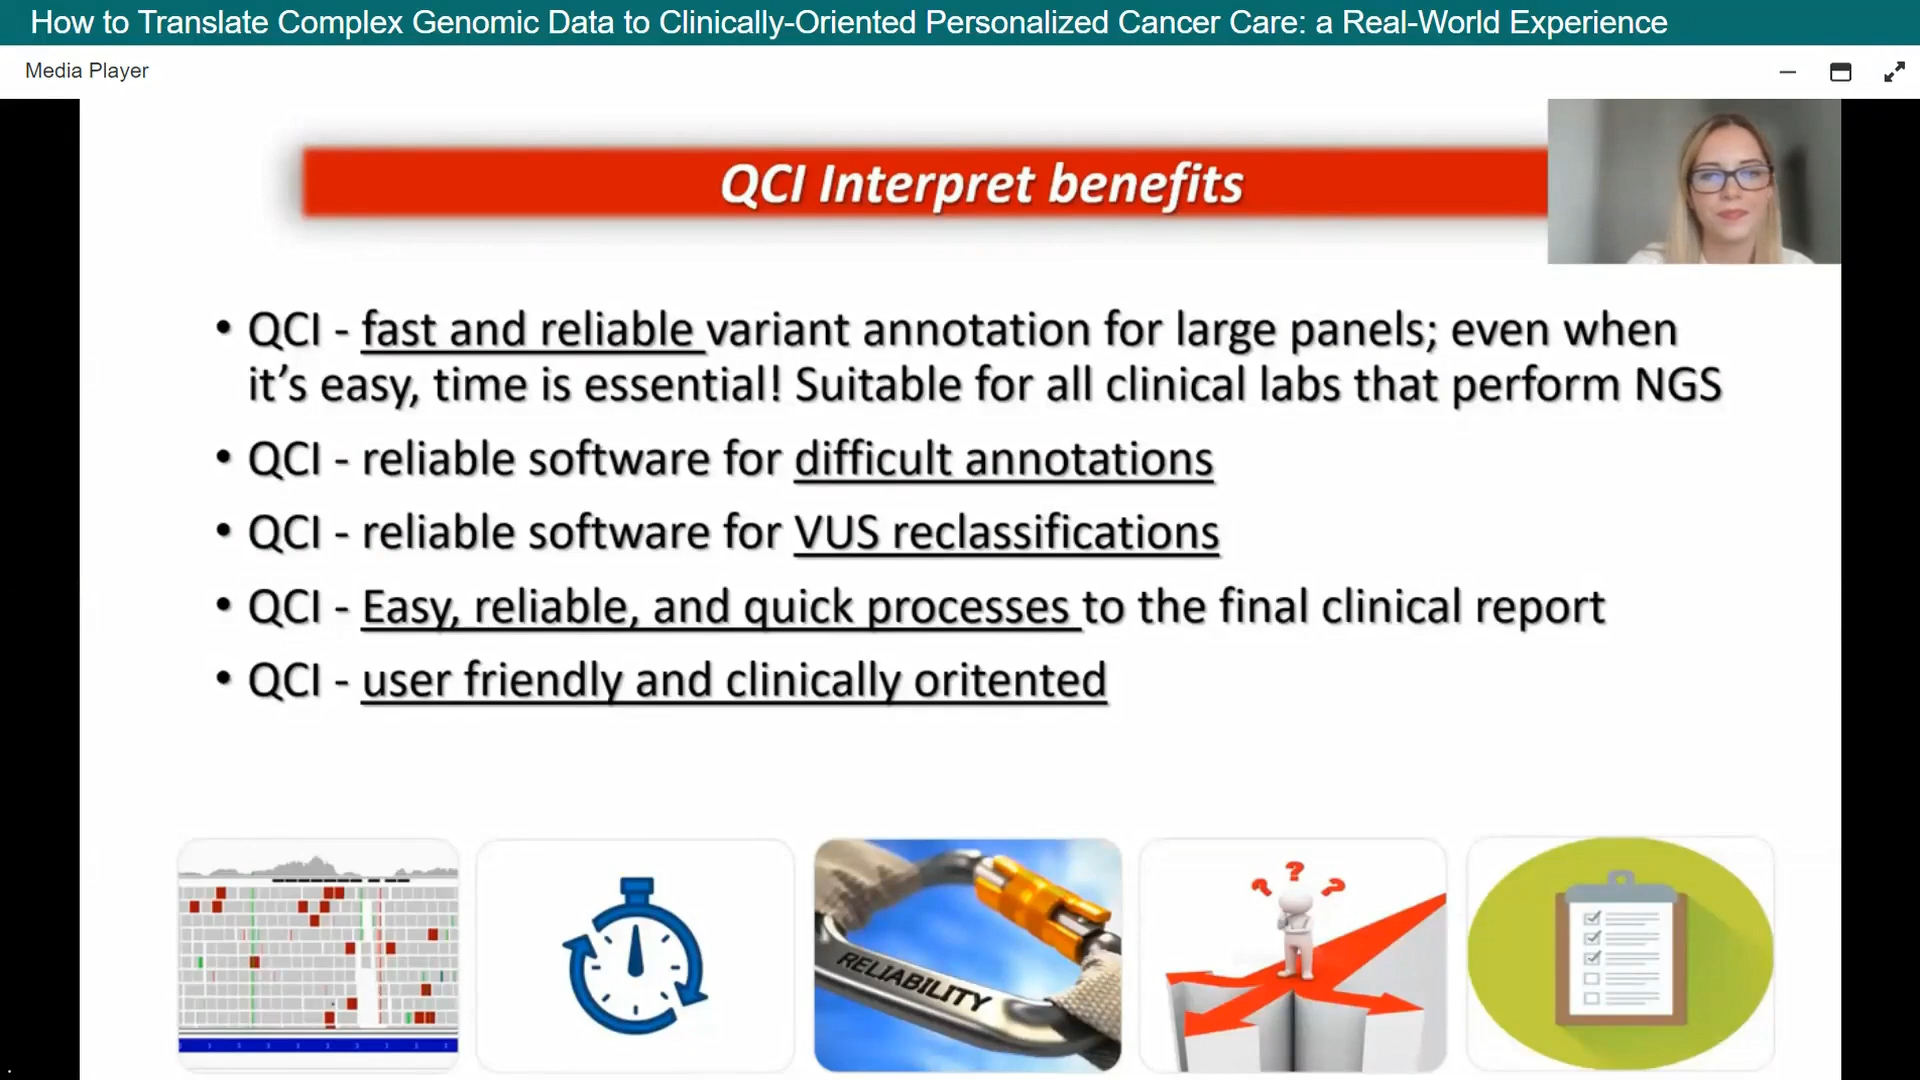 How to Translate Complex Genomic Data to Clinically-Oriented Personalized Cancer Care: a Real-World Experience
Media Player
QCI Interpret benefits
• QCI - fast and reliable variant annotation for large panels; even when
it’s easy, time is essential! Suitable for all clinical labs that perform NGS
• QCI - reliable software for difficult annotations
• QCI - reliable software for VUS reclassifications
• QCI - Easy, reliable, and quick processes to the final clinical report
• QCI - user friendly and clinically oritented
RELIABILITY
? ? ?